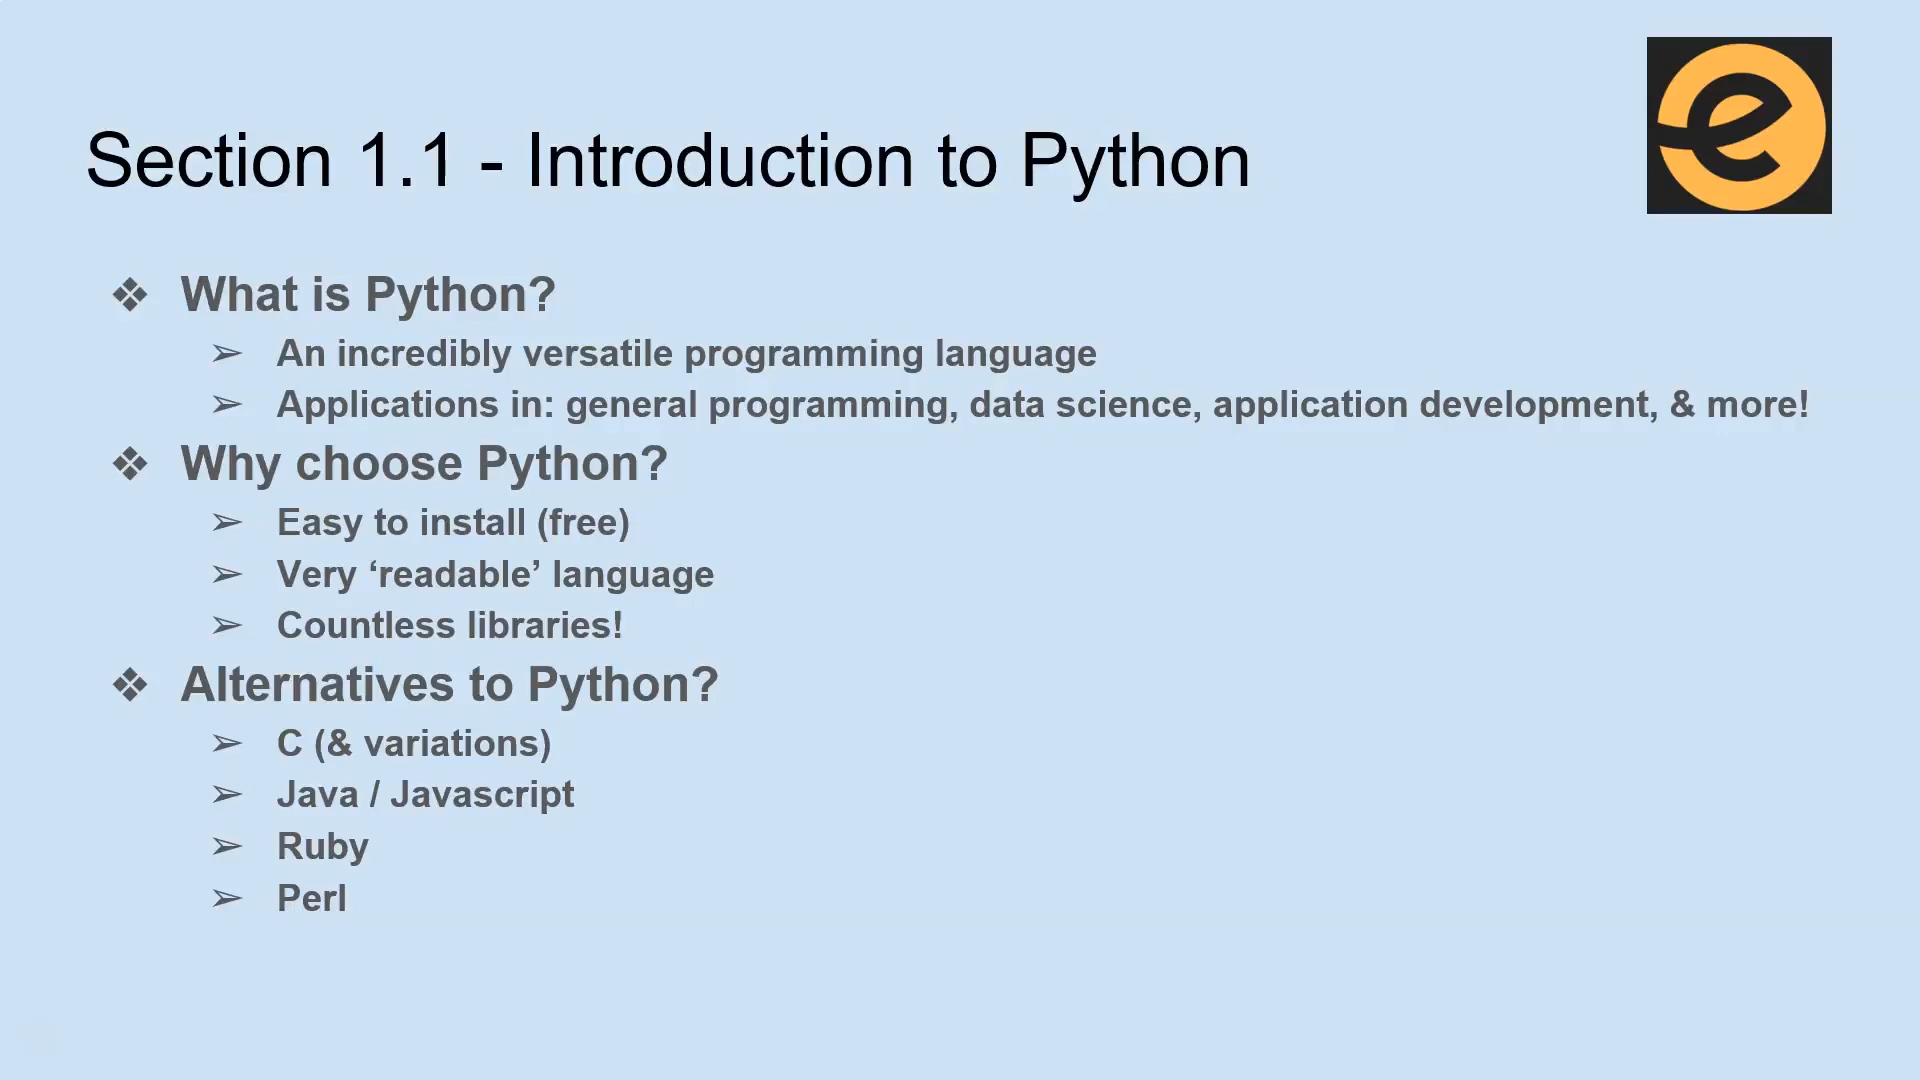 Section 1.1 - Introduction to Python
❖ What is Python?
➢ An incredibly versatile programming language
➢ Applications in: general programming, data science, application development, & more!
❖ Why choose Python?
➢ Easy to install (free)
➢ Very ‘readable’ language
➢ Countless libraries!
❖ Alternatives to Python?
➢ C (& variations)
➢ Java / Javascript
➢ Ruby
➢ Perl